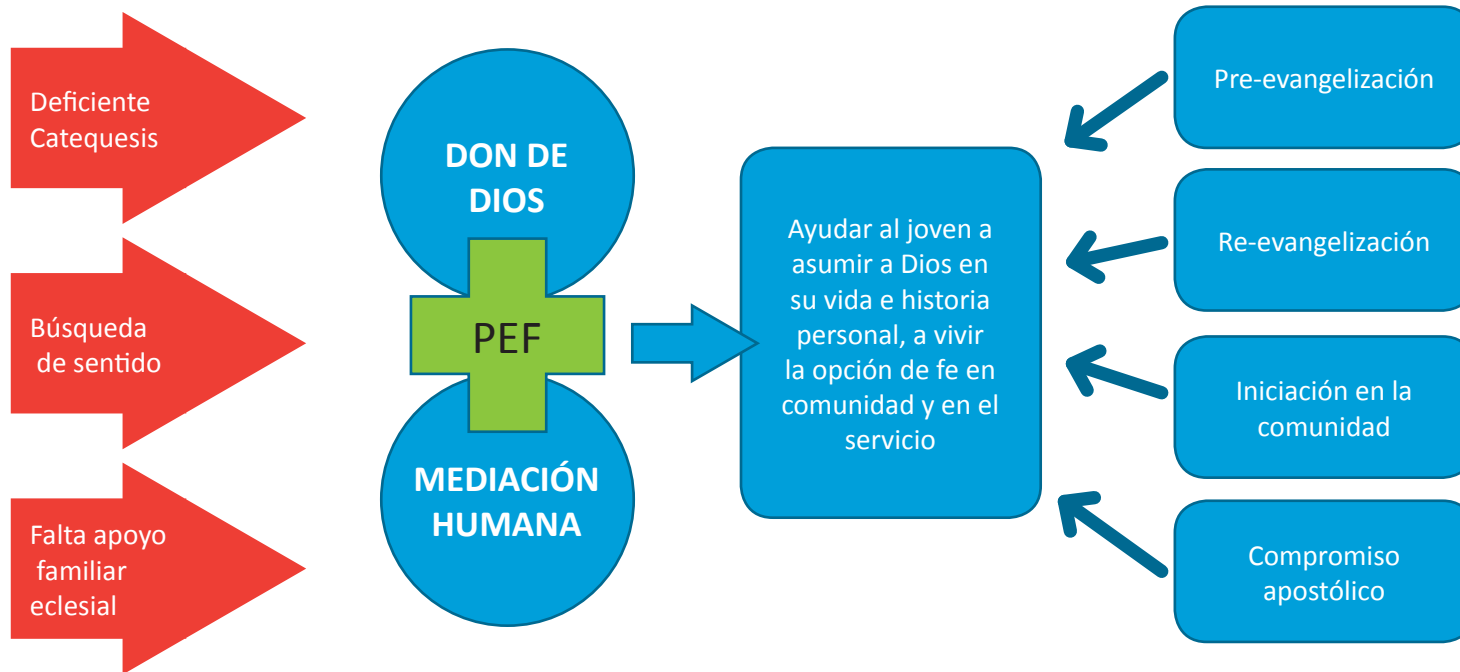 Deficiente
Catequesis
Búsqueda
de sentido
Falta apoyo
familiar
eclesial
DON DE
DIOS
PEF
MEDIACIÓN
HUMANA
Ayudar al joven a
asumir a Dios en
su vida e historia
personal, a vivir
la opción de fe en
comunidad y en el
servicio
Pre-evangelización
Re-evangelización
Iniciación en la
comunidad
Compromiso
apostólico